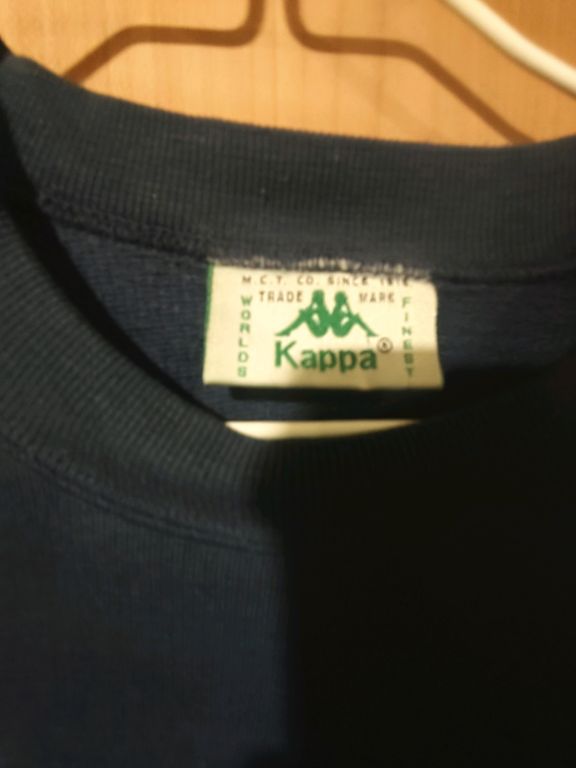 M.C.T. CO. SINCE 1916
TRADE MARK
WORLDS
FINEST
Kappa®